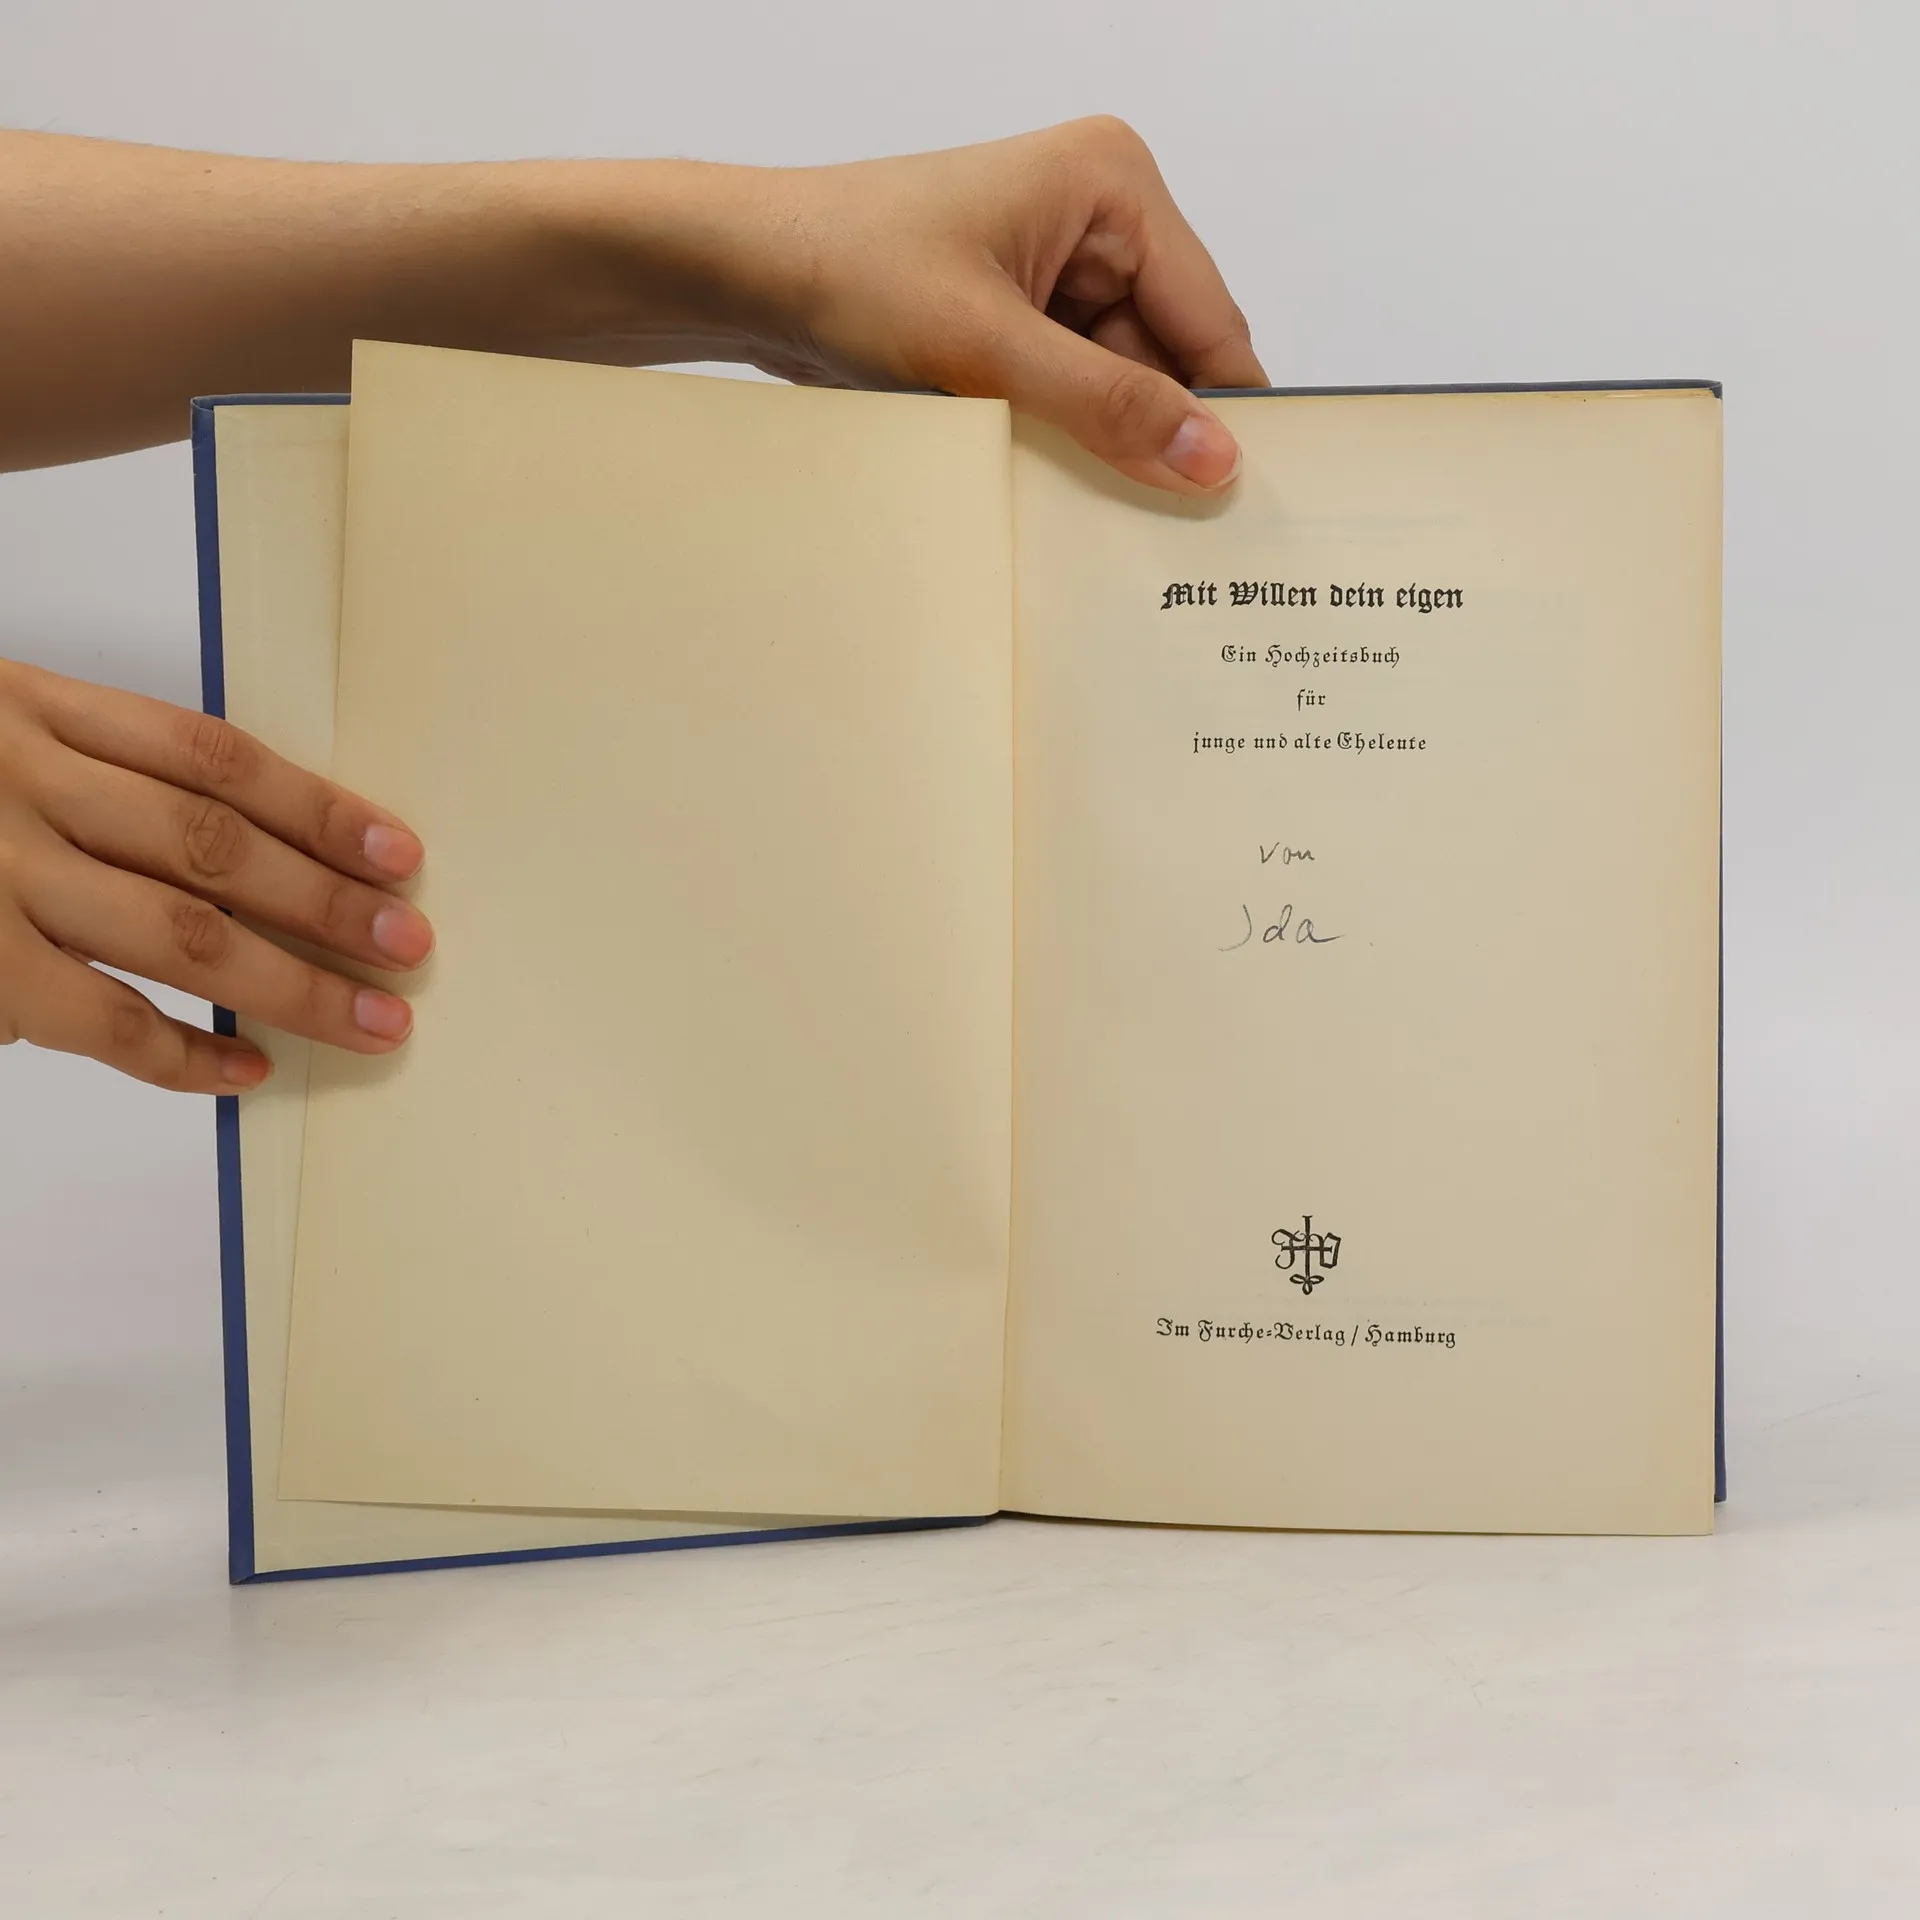 Mit Willen dein eigen
Ein Hochzeitsbuch
für
junge und alte Eheleute
von
Ida
Im Furche-Verlag / Hamburg